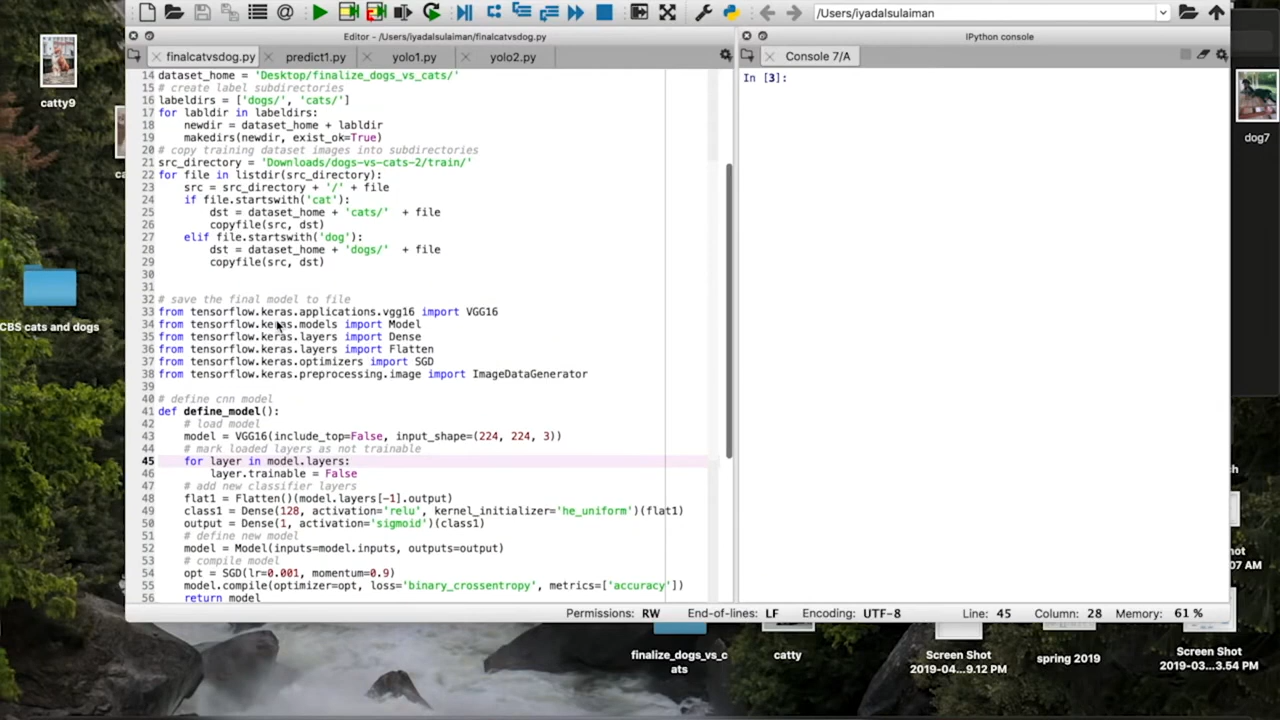 /Users/iyadalsulaiman
Editor - /Users/iyadalsulaiman/finalcatvsdog.py
IPython console
finalcatvsdog.py
predict1.py
yolo1.py
yolo2.py
Console 7/A
14 dataset_home = 'Desktop/finalize_dogs_vs_cats/'
15 # create label subdirectories
16 labeldirs = ['dogs/', 'cats/']
17 for labldir in labeldirs:
18 newdir = dataset_home + labldir
19 makedirs(newdir, exist_ok=True)
20 # copy training dataset images into subdirectories
21 src_directory = 'Downloads/dogs-vs-cats-2/train/'
22 for file in listdir(src_directory):
23 src = src_directory + '/' + file
24 if file.startswith('cat'):
25 dst = dataset_home + 'cats/' + file
26 copyfile(src, dst)
27 elif file.startswith('dog'):
28 dst = dataset_home + 'dogs/' + file
29 copyfile(src, dst)
30
31
32 # save the final model to file
33 from tensorflow.keras.applications.vgg16 import VGG16
34 from tensorflow.keras.models import Model
35 from tensorflow.keras.layers import Dense
36 from tensorflow.keras.layers import Flatten
37 from tensorflow.keras.optimizers import SGD
38 from tensorflow.keras.preprocessing.image import ImageDataGenerator
39
40 # define cnn model
41 def define_model():
42 # load model
43 model = VGG16(include_top=False, input_shape=(224, 224, 3))
44 # mark loaded layers as not trainable
45 for layer in model.layers:
46 layer.trainable = False
47 # add new classifier layers
48 flat1 = Flatten()(model.layers[-1].output)
49 class1 = Dense(128, activation='relu', kernel_initializer='he_uniform')(flat1)
50 output = Dense(1, activation='sigmoid')(class1)
51 # define new model
52 model = Model(inputs=model.inputs, outputs=output)
53 # compile model
54 opt = SGD(lr=0.001, momentum=0.9)
55 model.compile(optimizer=opt, loss='binary_crossentropy', metrics=['accuracy'])
56 return model
In [3]:
Permissions: RW End-of-lines: LF Encoding: UTF-8 Line: 45 Column: 28 Memory: 61 %
catty9
dog7
CBS cats and dogs
finalize_dogs_vs_c
ats
catty
Screen Shot
2019-04...9.12 PM
spring 2019
Screen Shot
2019-03...3.54 PM